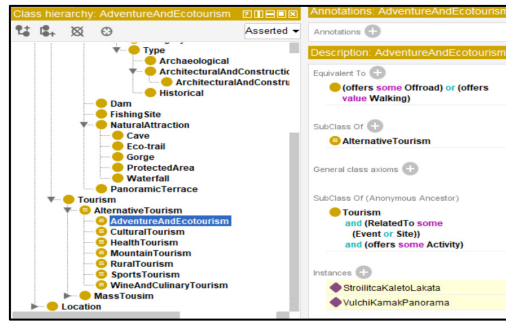 Class hierarchy: AdventureAndEcotourism
Asserted
Type
Archaeological
ArchitecturalAndConstructic
ArchitecturalAndConstru
Historical
Dam
FishingSite
NaturalAttraction
Cave
Eco-trail
Gorge
ProtectedArea
Waterfall
PanoramicTerrace
Tourism
AlternativeTourism
AdventureAndEcotourism
CulturalTourism
HealthTourism
MountainTourism
RuralTourism
SportsTourism
WineAndCulinaryTourism
MassTousim
Location
Annotations: AdventureAndEcotourism
Annotations
Description: AdventureAndEcotourism
Equivalent To
(offers some Offroad) or (offers
value Walking)
SubClass Of
AlternativeTourism
General class axioms
SubClass Of (Anonymous Ancestor)
Tourism
and (RelatedTo some
(Event or Site))
and (offers some Activity)
Instances
StroilitcaKaletoLakata
VulchiKamakPanorama